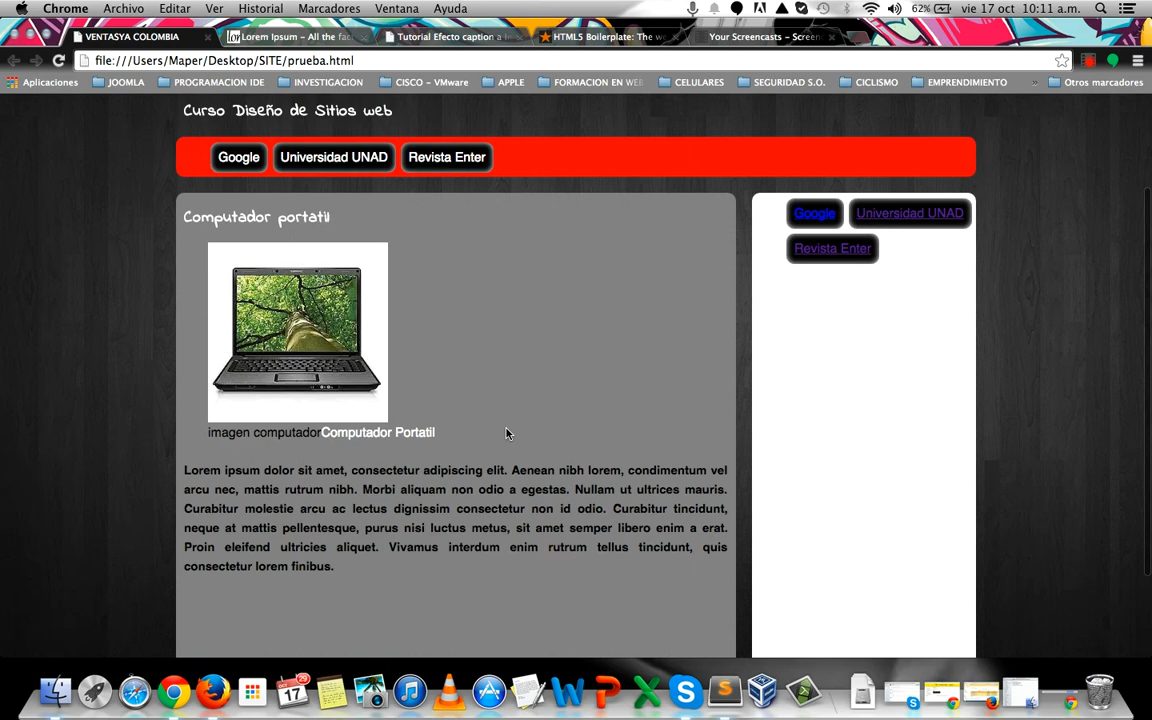 Chrome Archivo Editar Ver Historial Marcadores Ventana Ayuda 62% vie 17 oct 10:11 a.m.
VENTASYA COLOMBIA Lorem Ipsum - All the fac Tutorial Efecto caption a HTML5 Boilerplate: The w Your Screencasts - Screen
file:///Users/Maper/Desktop/SITE/prueba.html
Aplicaciones JOOMLA PROGRAMACION IDE INVESTIGACION CISCO - VMware APPLE FORMACION EN WEB CELULARES SEGURIDAD S.O. CICLISMO EMPRENDIMIENTO » Otros marcadores
Curso Diseño de Sitios web
Google Universidad UNAD Revista Enter
Computador portatil
Google Universidad UNAD
Revista Enter
imagen computadorComputador Portatil
Lorem ipsum dolor sit amet, consectetur adipiscing elit. Aenean nibh lorem, condimentum vel
arcu nec, mattis rutrum nibh. Morbi aliquam non odio a egestas. Nullam ut ultrices mauris.
Curabitur molestie arcu ac lectus dignissim consectetur non id odio. Curabitur tincidunt,
neque at mattis pellentesque, purus nisi luctus metus, sit amet semper libero enim a erat.
Proin eleifend ultricies aliquet. Vivamus interdum enim rutrum tellus tincidunt, quis
consectetur lorem finibus.
OCT 17 29